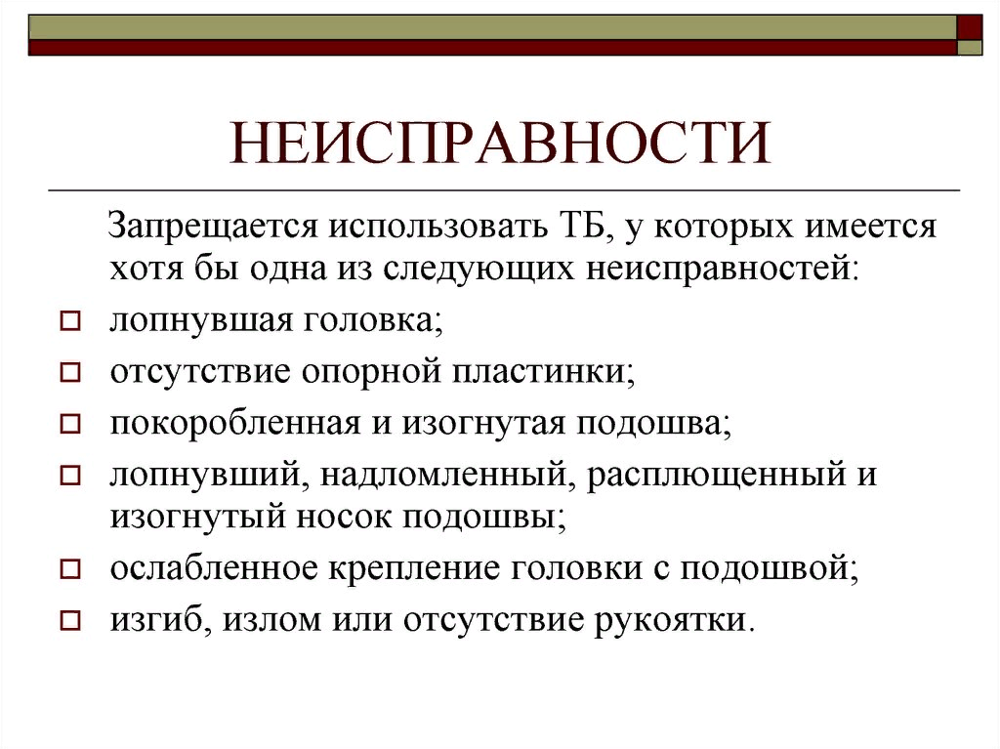 НЕИСПРАВНОСТИ
Запрещается использовать ТБ, у которых имеется
хотя бы одна из следующих неисправностей:
лопнувшая головка;
отсутствие опорной пластинки;
покоробленная и изогнутая подошва;
лопнувший, надломленный, расплющенный и
изогнутый носок подошвы;
ослабленное крепление головки с подошвой;
изгиб, излом или отсутствие рукоятки.